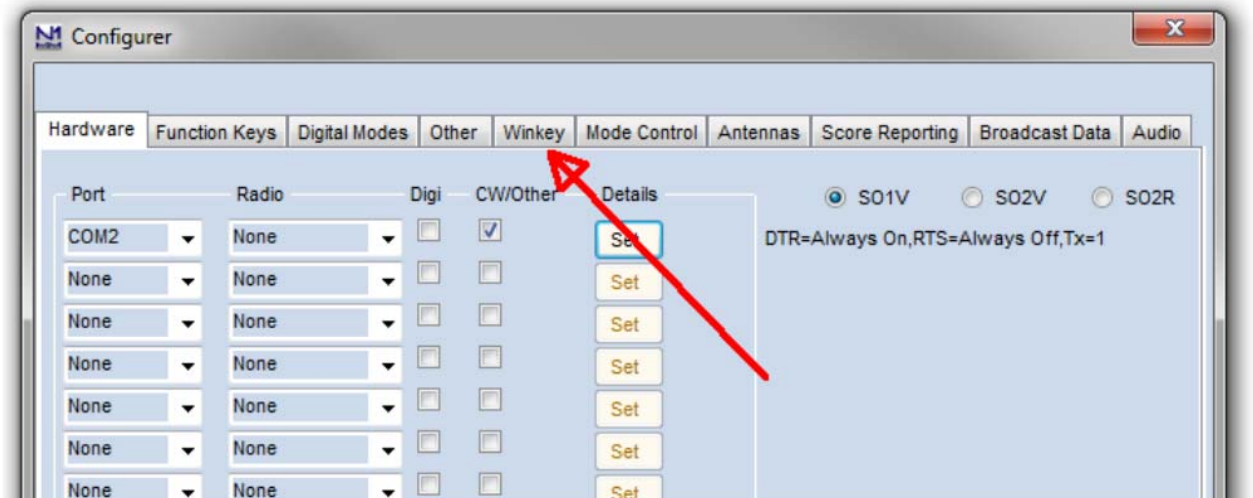 N1 Configurer
X
Hardware Function Keys Digital Modes Other Winkey Mode Control Antennas Score Reporting Broadcast Data Audio
Port Radio Digi CW/Other Details SO1V SO2V SO2R
COM2 None Set DTR=Always On,RTS=Always Off,Tx=1
None None Set
None None Set
None None Set
None None Set
None None Set
None None Set